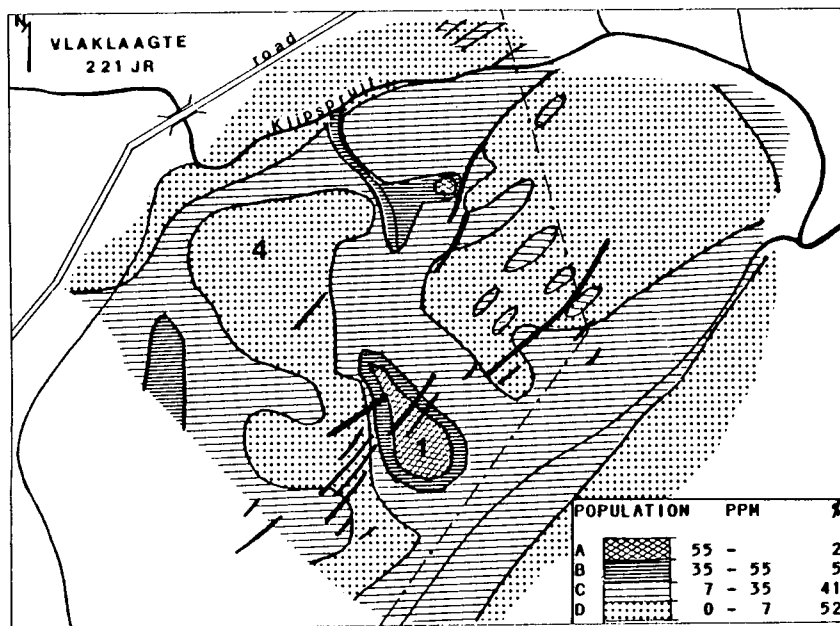 N
VLAKLAAGTE
221 JR
road
Klipspruit
4
1
POPULATION PPM %
A 55 - 2
B 35 - 55 5
C 7 - 35 41
D 0 - 7 52